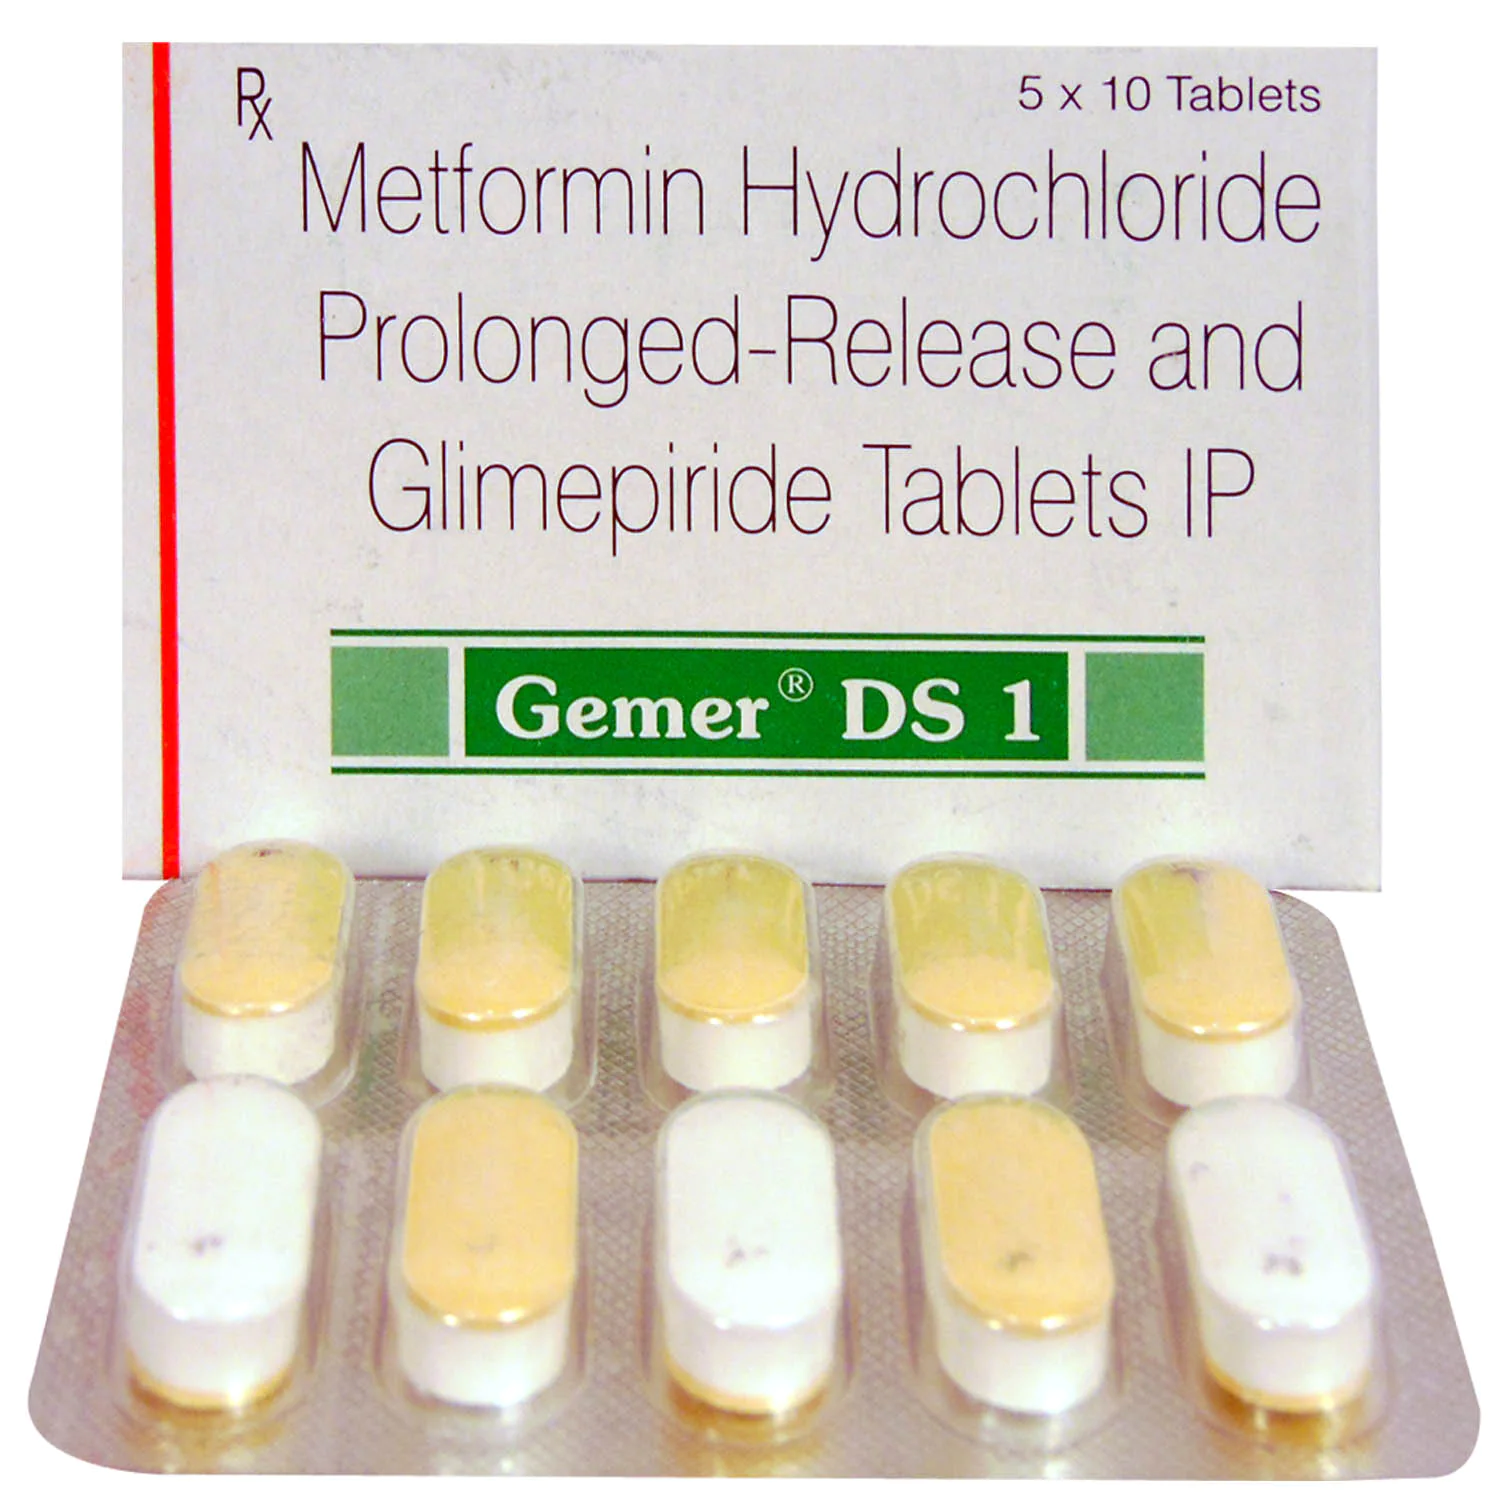 Rx
5 x 10 Tablets
Metformin Hydrochloride
Prolonged-Release and
Glimepiride Tablets IP
Gemer® DS 1